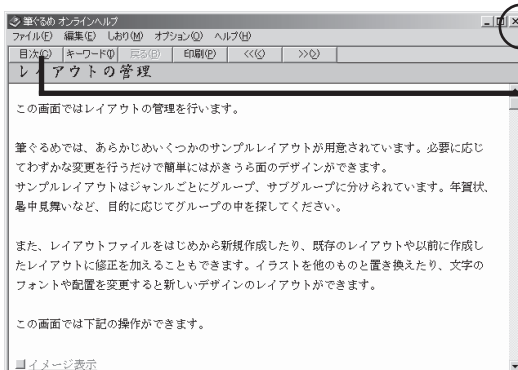 筆ぐるめ オンラインヘルプ
ファイル(F) 編集(E) しおり(M) オプション(O) ヘルプ(H)
目次(C) キーワード(I) 戻る(B) 印刷(P) <<(<) >>(>)
レイアウトの管理
この画面ではレイアウトの管理を行います。
筆ぐるめでは、あらかじめいくつかのサンプルレイアウトが用意されています。必要に応じ
てわずかな変更を行うだけで簡単にはがきうら面のデザインができます。
サンプルレイアウトはジャンルごとにグループ、サブグループに分けられています。年賀状、
暑中見舞いなど、目的に応じてグループの中を探してください。
また、レイアウトファイルをはじめから新規作成したり、既存のレイアウトや以前に作成し
たレイアウトに修正を加えることもできます。イラストを他のものと置き換えたり、文字の
フォントや配置を変更すると新しいデザインのレイアウトができます。
この画面では下記の操作ができます。
イメージ表示